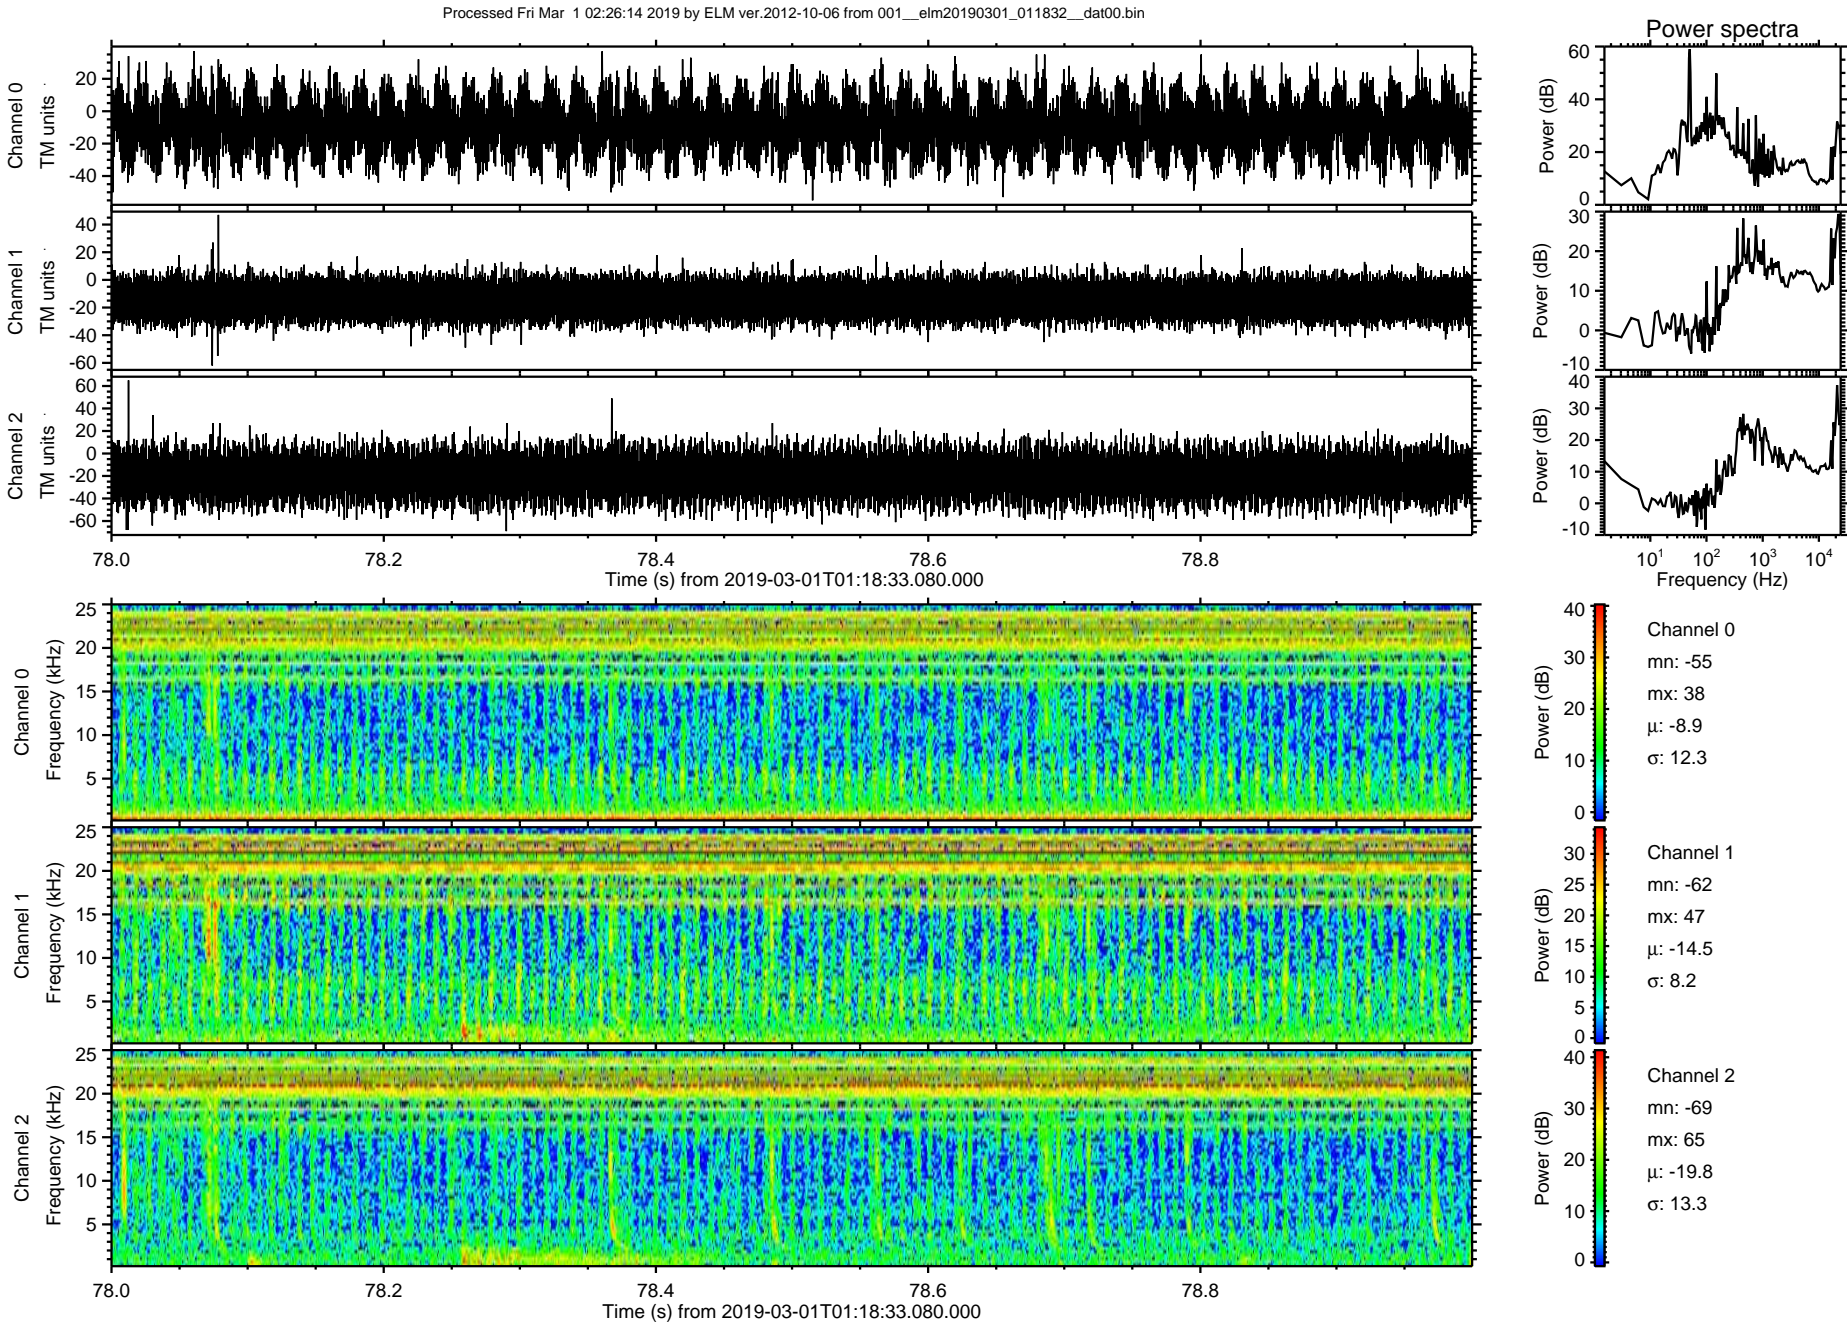 Processed Fri Mar  1 02:26:14 2019 by ELM ver.2012-10-06 from 001__elm20190301_011832__dat00.bin
Power spectra
Channel 0
TM units
20
0
-20
-40
Power (dB)
60
40
20
0
Channel 1
TM units
40
20
0
-20
-40
-60
Power (dB)
30
20
10
0
-10
Channel 2
TM units
60
40
20
0
-20
-40
-60
Power (dB)
40
30
20
10
0
-10
78.0 78.2 78.4 78.6 78.8
Time (s) from 2019-03-01T01:18:33.080.000
10^1 10^2 10^3 10^4
Frequency (Hz)
Channel 0
Frequency (kHz)
25
20
15
10
5
Power (dB)
40
30
20
10
0
Channel 0
mn: -55
mx: 38
μ: -8.9
σ: 12.3
Channel 1
Frequency (kHz)
25
20
15
10
5
Power (dB)
30
25
20
15
10
5
0
Channel 1
mn: -62
mx: 47
μ: -14.5
σ: 8.2
Channel 2
Frequency (kHz)
25
20
15
10
5
Power (dB)
40
30
20
10
0
Channel 2
mn: -69
mx: 65
μ: -19.8
σ: 13.3
78.0 78.2 78.4 78.6 78.8
Time (s) from 2019-03-01T01:18:33.080.000